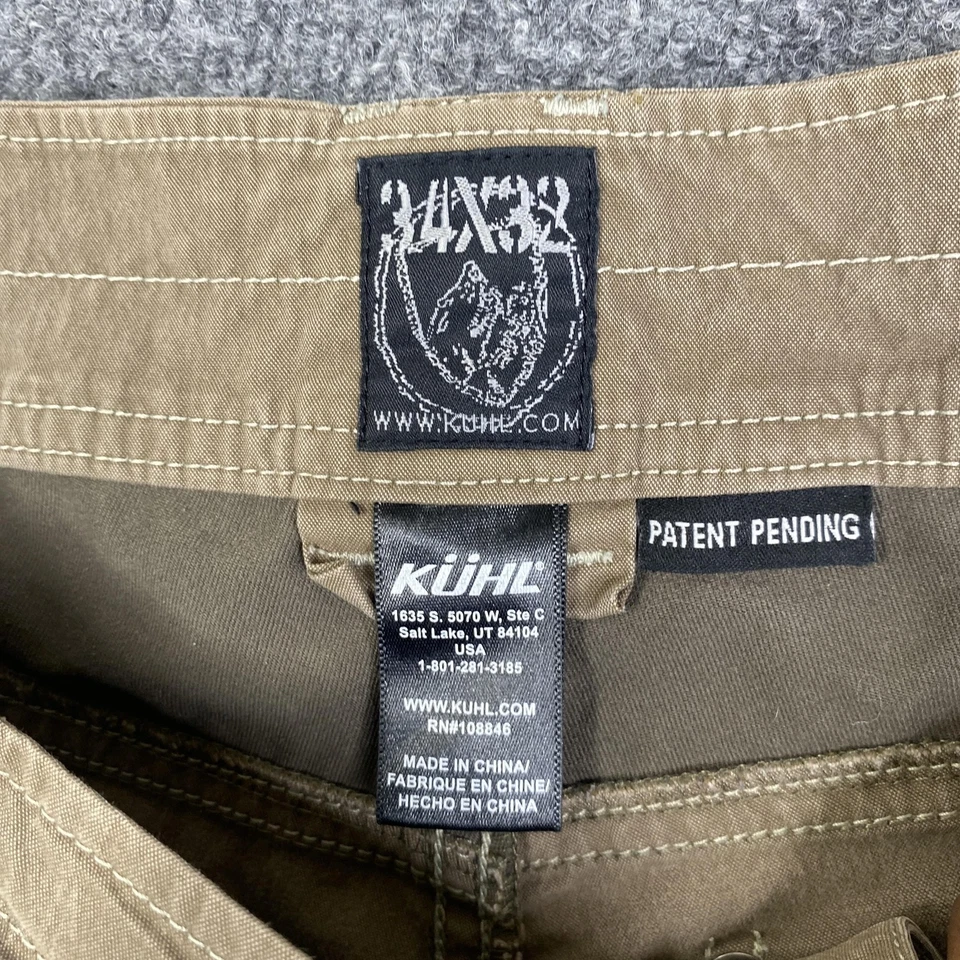 34X32
WWW.KUHL.COM
PATENT PENDING
KÜHL®
1635 S. 5070 W, Ste C
Salt Lake, UT 84104
USA
1-801-281-3185
WWW.KUHL.COM
RN#108846
MADE IN CHINA/
FABRIQUE EN CHINE/
HECHO EN CHINA